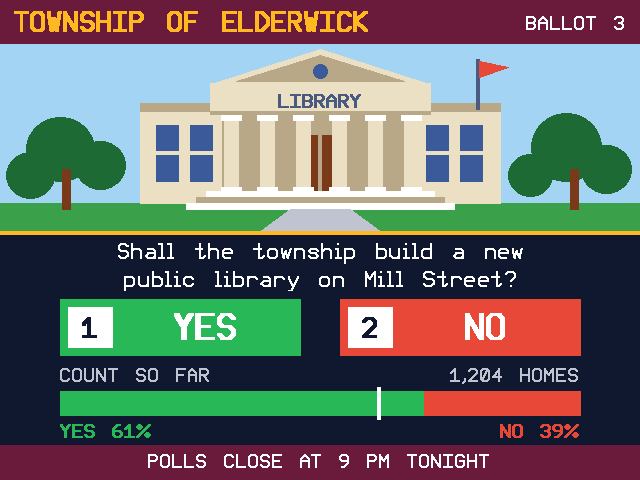 TOWNSHIP OF ELDERWICK
BALLOT 3
LIBRARY
Shall the township build a new
public library on Mill Street?
1 YES
2 NO
COUNT SO FAR
1,204 HOMES
YES 61%
NO 39%
POLLS CLOSE AT 9 PM TONIGHT